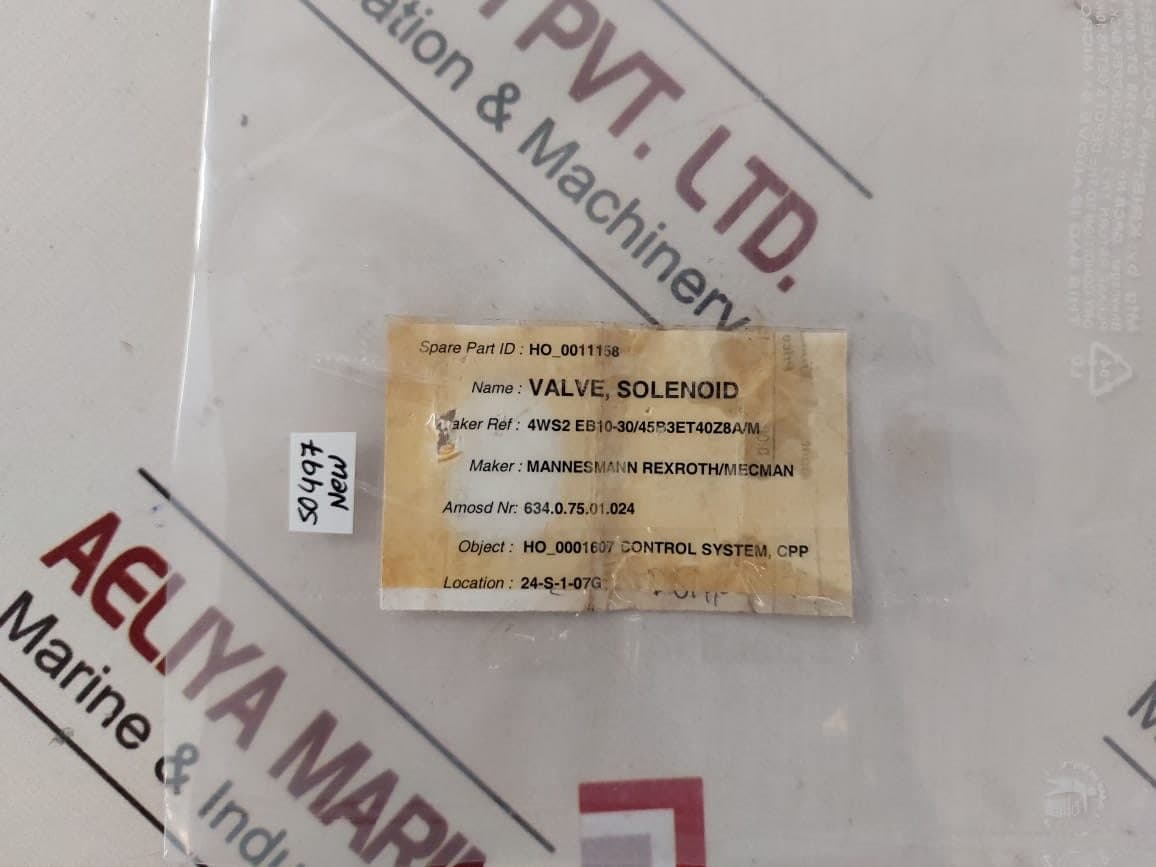 PVT. LTD.
ation & Machinery
Spare Part ID : HO_0011158
Name : VALVE, SOLENOID
aker Ref : 4WS2 EB10-30/45B3ET40Z8A/M
Maker : MANNESMANN REXROTH/MECMAN
Amosd Nr: 634.0.75.01.024
Object : HO_0001607 CONTROL SYSTEM, CPP
Location : 24-S-1-07G
S0497
New
AELIYA MARI
Marine & Indu